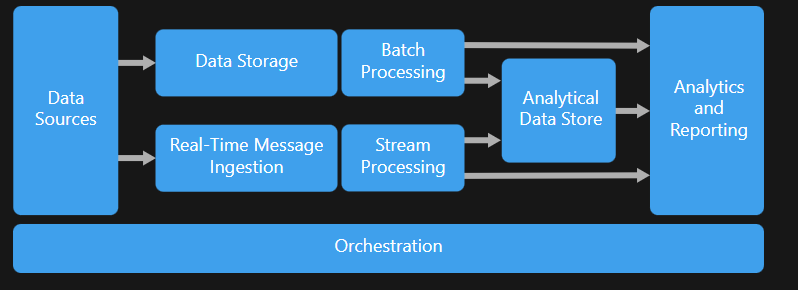 Data
Sources
Data Storage
Batch
Processing
Real-Time Message
Ingestion
Stream
Processing
Analytical
Data Store
Analytics
and
Reporting
Orchestration